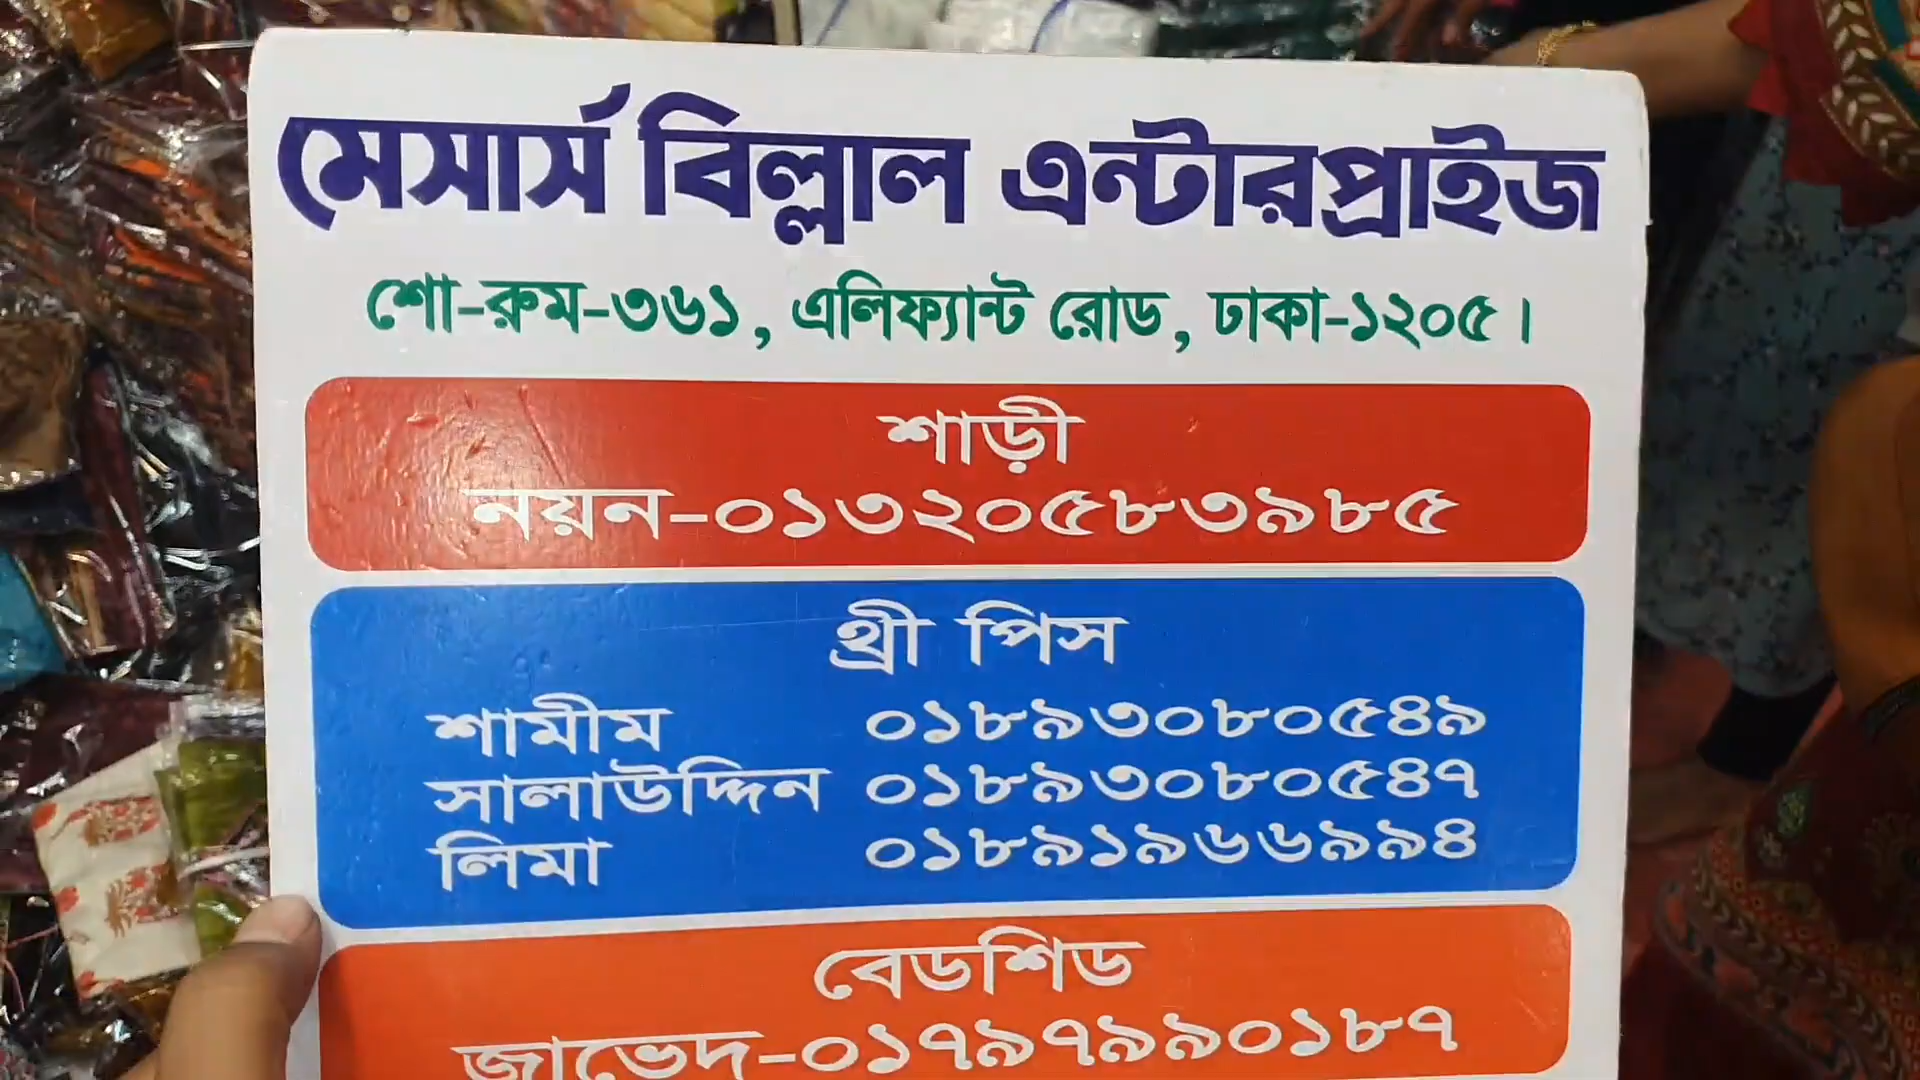 মেসার্স বিল্লাল এন্টারপ্রাইজ
শো-রুম-৩৬১, এলিফ্যান্ট রোড, ঢাকা-১২০৫।
শাড়ী
নয়ন-০১৩২০৫৮৩৯৮৫
থ্রী পিস
শামীম ০১৮৯৩০৮০৫৪৯
সালাউদ্দিন ০১৮৯৩০৮০৫৪৭
লিমা ০১৮৯১৯৬৬৯৯৪
বেডশিড
জাভেদ-০১৭৯৭৯৯০১৮৭